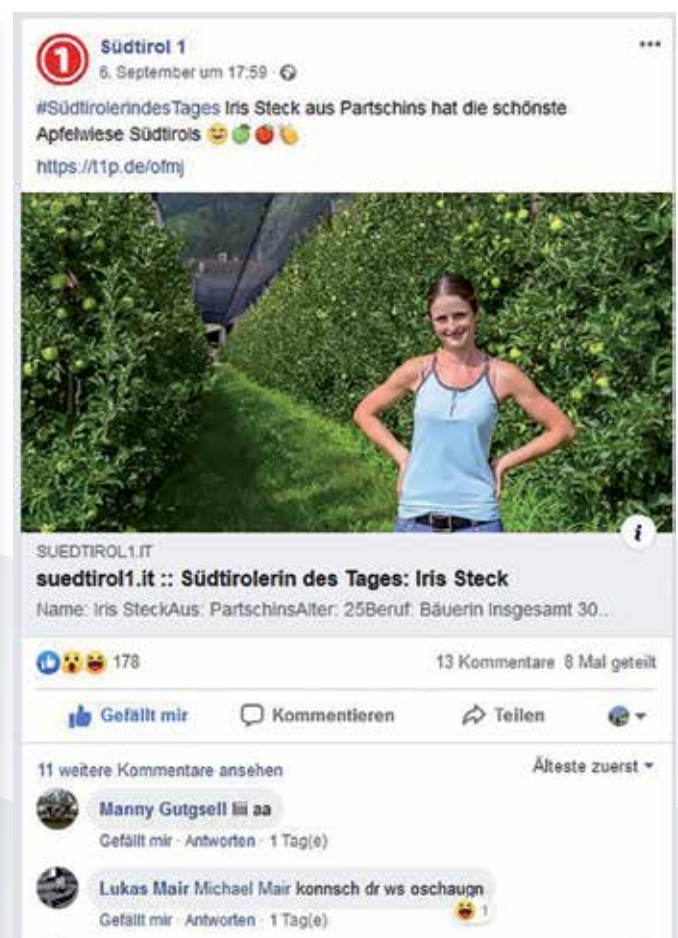 1
Südtirol 1
6. September um 17:59 ·
#SüdtirolerindesTages Iris Steck aus Partschins hat die schönste
Apfelwiese Südtirols
https://t1p.de/ofmj
i
SUEDTIROL1.IT
suedtirol1.it :: Südtirolerin des Tages: Iris Steck
Name: Iris SteckAus: PartschinsAlter: 25Beruf: Bäuerin Insgesamt 30...
178 13 Kommentare 8 Mal geteilt
Gefällt mir Kommentieren Teilen
11 weitere Kommentare ansehen Älteste zuerst
Manny Gutgsell aa
Gefällt mir · Antworten · 1 Tag(e)
Lukas Mair Michael Mair konnsch dr ws oschaugn
1
Gefällt mir · Antworten · 1 Tag(e)